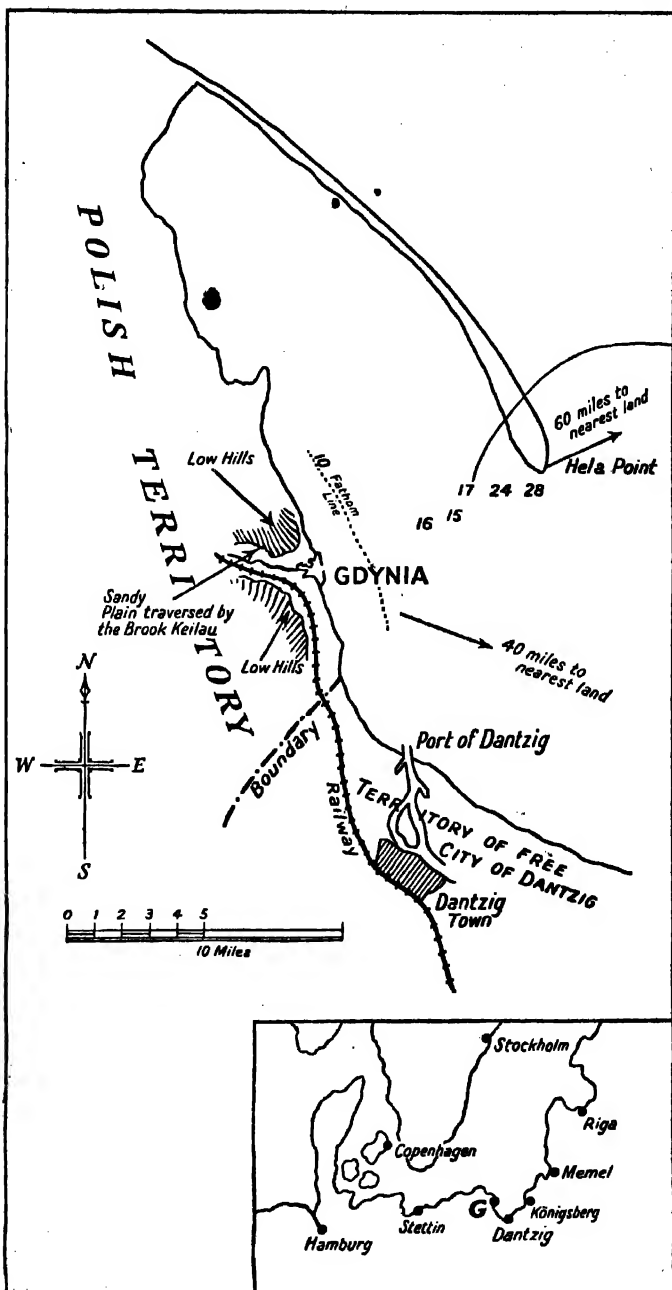 POLISH
TERRITORY
60 miles to
nearest land
Hela Point
17 24 28
16 15
10 Fathom
Line
Low Hills
GDYNIA
Sandy
Plain traversed by
the Brook Keilau
Low Hills
40 miles to
nearest land
N
W E
S
Boundary
Railway
Port of Dantzig
TERRITORY OF FREE
CITY OF DANTZIG
Dantzig
Town
0 1 2 3 4 5
10 Miles
Stockholm
Riga
Copenhagen
Memel
G
Königsberg
Stettin
Dantzig
Hamburg